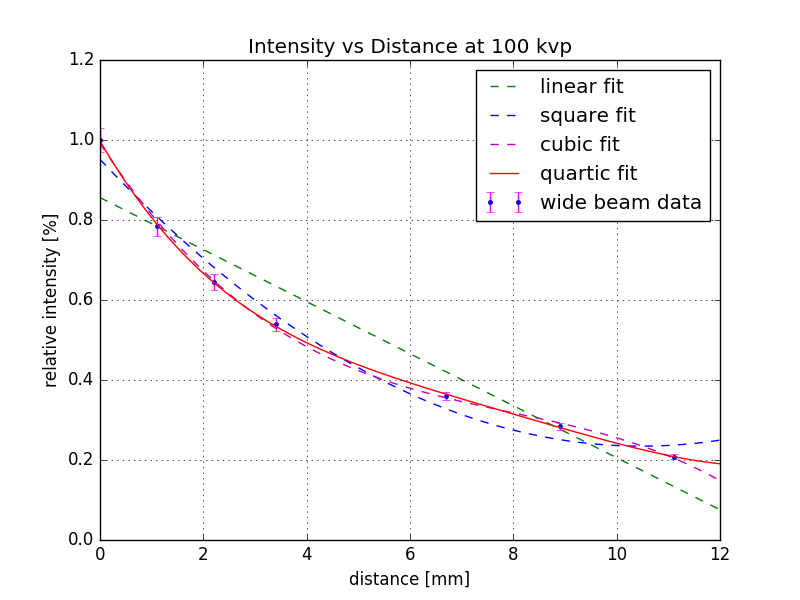 Intensity vs Distance at 100 kvp
1.2
1.0
0.8
0.6
0.4
0.2
0.0
relative intensity [%]
linear fit
square fit
cubic fit
quartic fit
wide beam data
0 2 4 6 8 10 12
distance [mm]